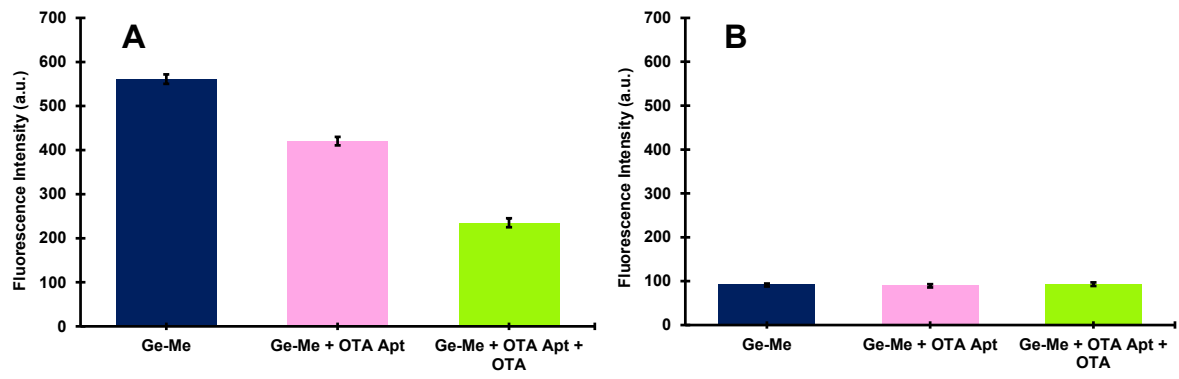 A
Fluorescence Intensity (a.u.)
700
600
500
400
300
200
100
0
Ge-Me
Ge-Me + OTA Apt
Ge-Me + OTA Apt +
OTA
B
Fluorescence Intensity (a.u.)
700
600
500
400
300
200
100
0
Ge-Me
Ge-Me + OTA Apt
Ge-Me + OTA Apt +
OTA